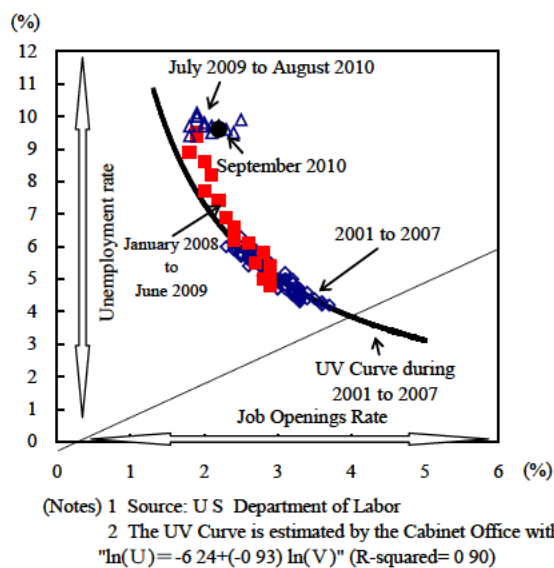 (%)
12
11
10
9
8
7
6
5
4
3
2
1
0
Unemployment rate
July 2009 to August 2010
September 2010
January 2008
to
June 2009
2001 to 2007
UV Curve during
2001 to 2007
Job Openings Rate
0 1 2 3 4 5 6 (%)
(Notes) 1 Source: U S Department of Labor
2 The UV Curve is estimated by the Cabinet Office with
"ln(U)=-6 24+(-0 93) ln(V)" (R-squared= 0 90)